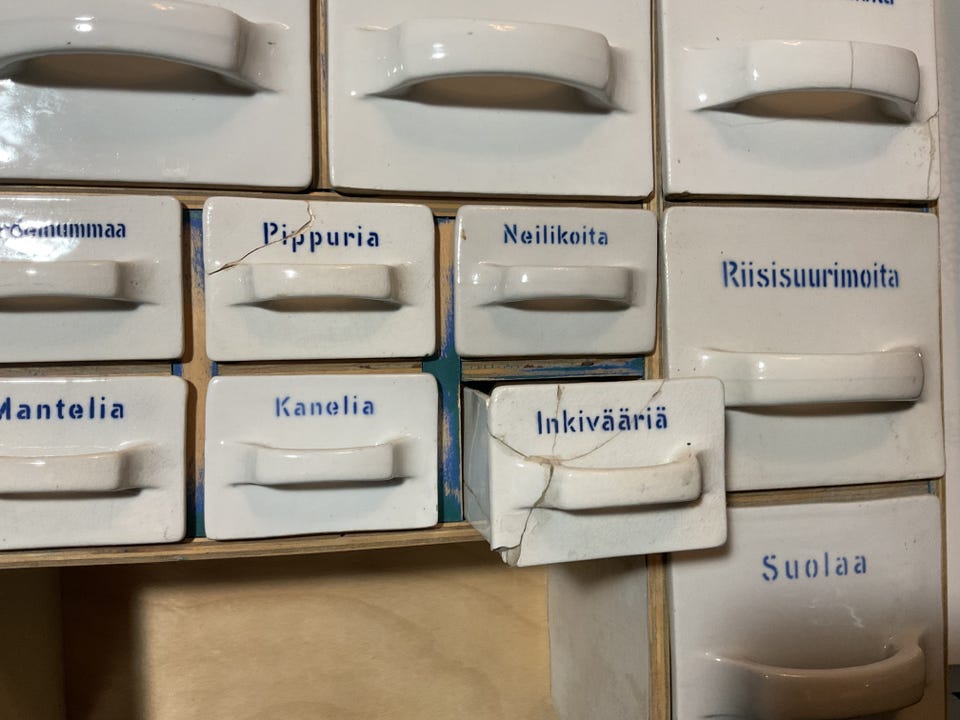 Pippuria
Neilikoita
Riisisuurimoita
Mantelia
Kanelia
Inkivääriä
Suolaa